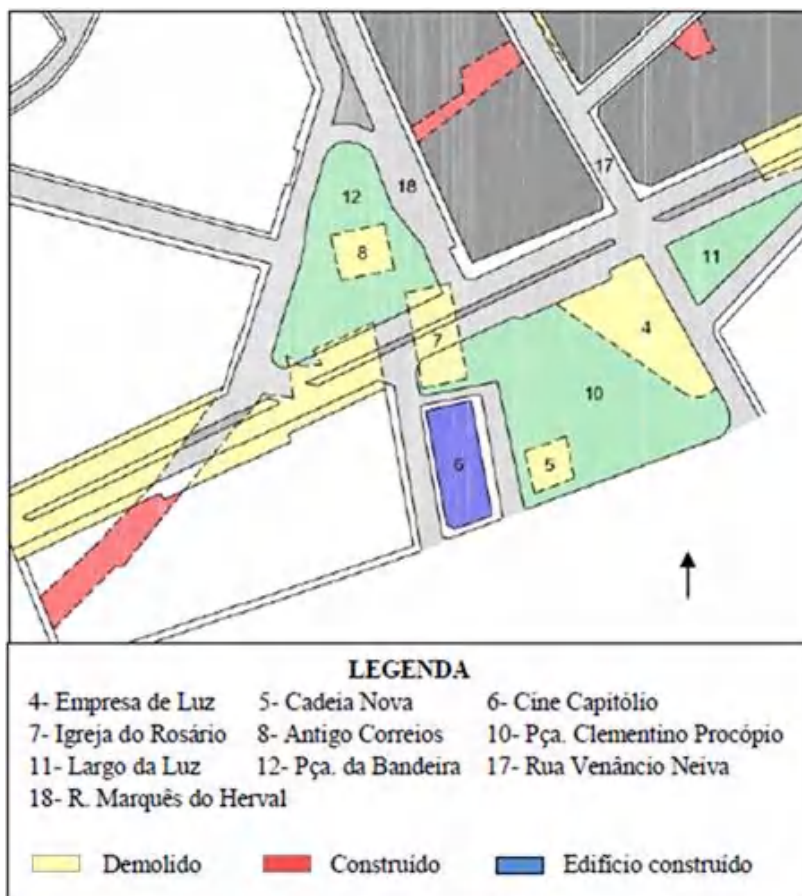 12
18
17
8
11
7
4
10
6
5
LEGENDA
4- Empresa de Luz 5- Cadeia Nova 6- Cine Capitólio
7- Igreja do Rosário 8- Antigo Correios 10- Pça. Clementino Procópio
11- Largo da Luz 12- Pça. da Bandeira 17- Rua Venâncio Neiva
18- R. Marquês do Herval
Demolido Construído Edifício construído